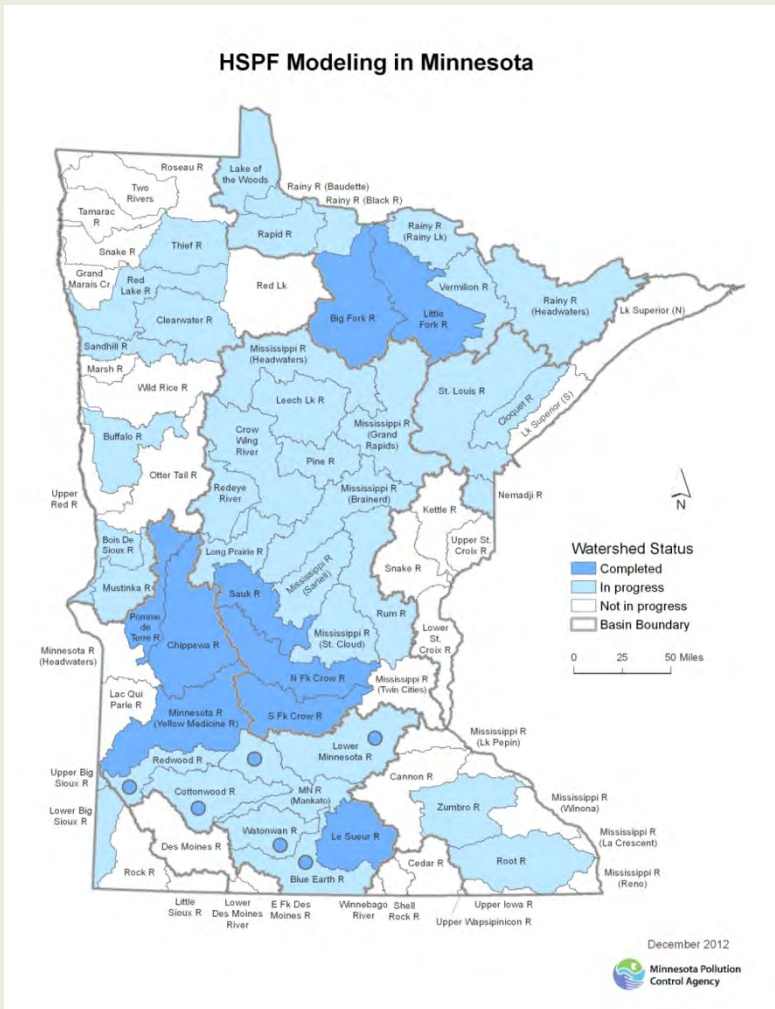 HSPF Modeling in Minnesota
Roseau R
Lake of
the Woods
Two
Rivers
Rainy R (Baudette)
Rainy R (Black R)
Tamarac
R
Rapid R
Rainy R
(Rainy Lk)
Snake R
Thief R
Grand
Marais Cr
Red
Lake R
Red Lk
Vermilion R
Rainy R
(Headwaters)
Lk Superior (N)
Clearwater R
Big Fork R
Little
Fork R
Sandhill R
Mississippi R
(Headwaters)
Marsh R
Wild Rice R
Leech Lk R
St. Louis R
Cloquet R
Lk Superior (S)
Buffalo R
Crow
Wing
River
Mississippi R
(Grand
Rapids)
Pine R
Otter Tail R
Redeye
River
Mississippi R
(Brainerd)
Nemadji R
Upper
Red R
Kettle R
N
Bois De
Sioux R
Long Prairie R
Mississippi R
(Sartell)
Upper St.
Croix R
Snake R
Mustinka R
Sauk R
Rum R
Pomme
de
Terre R
Chippewa R
Mississippi R
(St. Cloud)
Lower
St.
Croix R
Minnesota R
(Headwaters)
N Fk Crow R
Mississippi R
(Twin Cities)
Lac Qui
Parle R
Minnesota R
(Yellow Medicine R)
S Fk Crow R
Watershed Status
Completed
In progress
Not in progress
Basin Boundary
0 25 50 Miles
Redwood R
Lower
Minnesota R
Mississippi R
(Lk Pepin)
Upper Big
Sioux R
Cottonwood R
MN R
(Mankato)
Cannon R
Lower Big
Sioux R
Watonwan R
Le Sueur R
Zumbro R
Mississippi R
(Winona)
Des Moines R
Mississippi R
(La Crescent)
Rock R
Blue Earth R
Cedar R
Root R
Mississippi R
(Reno)
Little
Sioux R
Lower
Des Moines
River
E Fk Des
Moines R
Winnebago
River
Shell
Rock R
Upper Iowa R
Upper Wapsipinicon R
December 2012
Minnesota Pollution
Control Agency